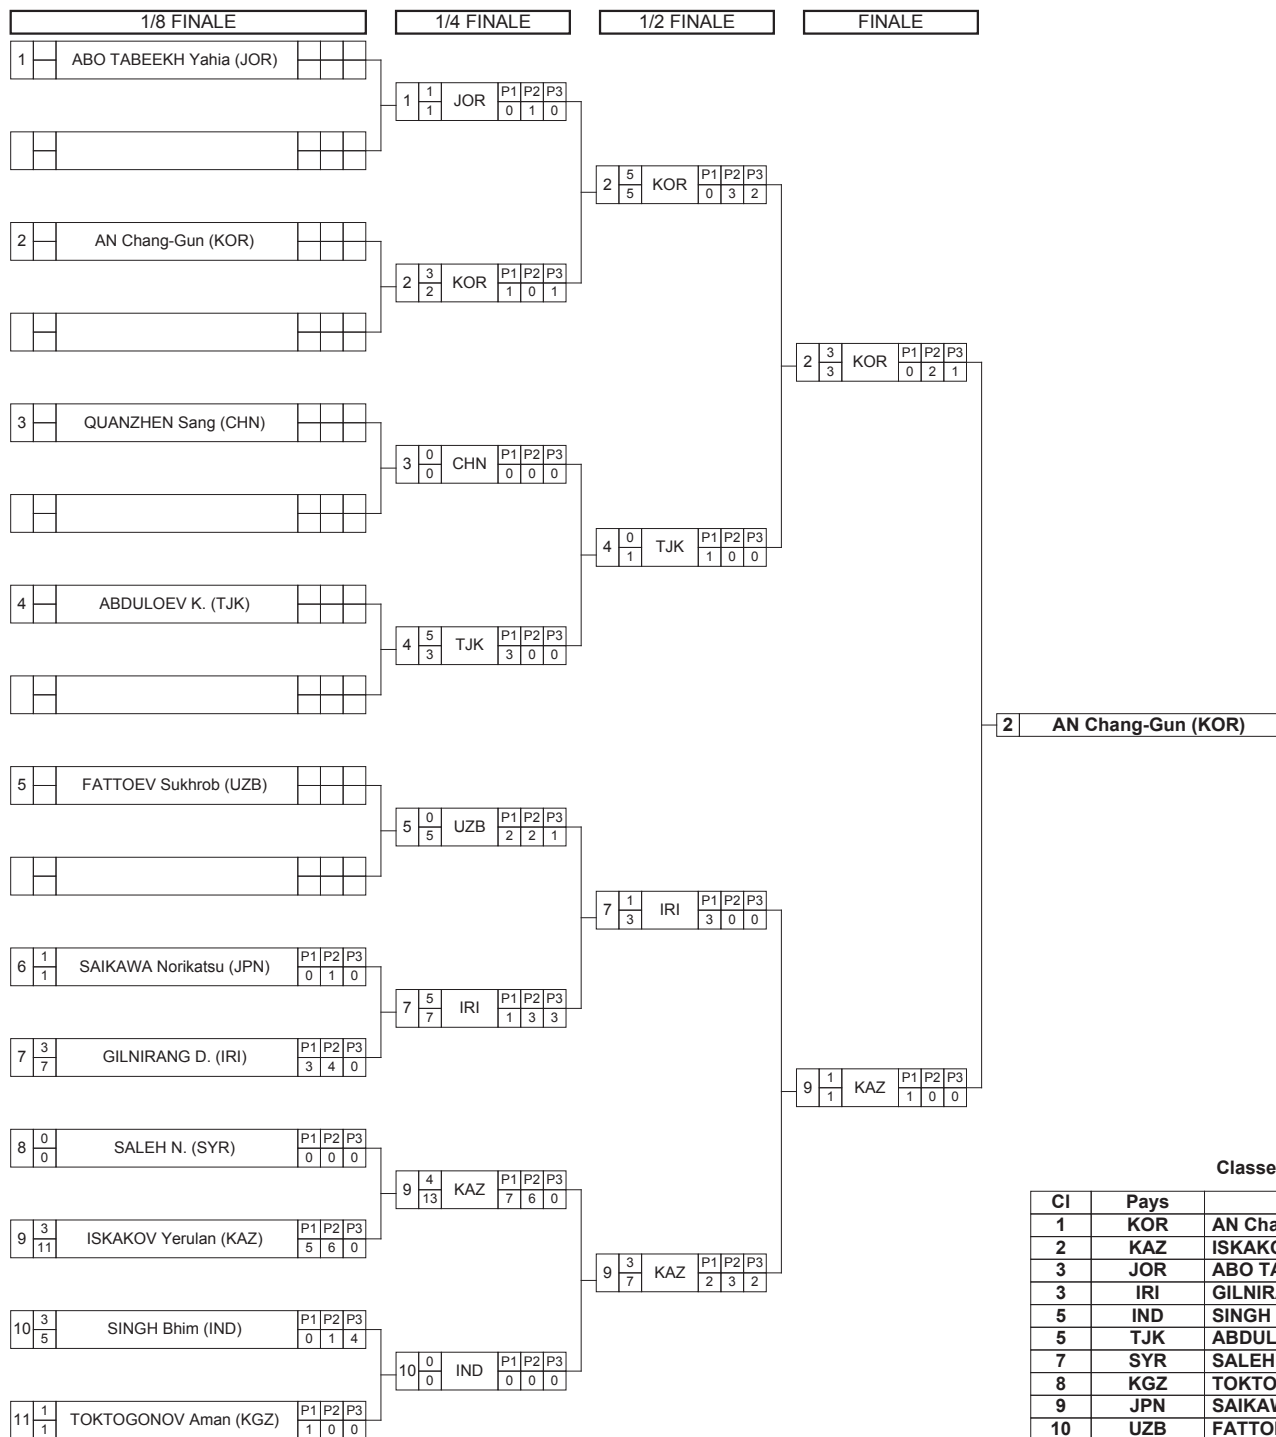 1/8 FINALE 1/4 FINALE 1/2 FINALE FINALE
1 ABO TABEEKH Yahia (JOR)
1 1 1 JOR P1 P2 P3 0 1 0
2 5 5 KOR P1 P2 P3 0 3 2
2 AN Chang-Gun (KOR)
2 3 2 KOR P1 P2 P3 1 0 1
2 3 3 KOR P1 P2 P3 0 2 1
3 QUANZHEN Sang (CHN)
3 0 0 CHN P1 P2 P3 0 0 0
4 0 1 TJK P1 P2 P3 1 0 0
4 ABDULOEV K. (TJK)
4 5 3 TJK P1 P2 P3 3 0 0
2 AN Chang-Gun (KOR)
5 FATTOEV Sukhrob (UZB)
5 0 5 UZB P1 P2 P3 2 2 1
7 1 3 IRI P1 P2 P3 3 0 0
6 1 1 SAIKAWA Norikatsu (JPN) P1 P2 P3 0 1 0
7 5 7 IRI P1 P2 P3 1 3 3
7 3 7 GILNIRANG D. (IRI) P1 P2 P3 3 4 0
9 1 1 KAZ P1 P2 P3 1 0 0
8 0 0 SALEH N. (SYR) P1 P2 P3 0 0 0
9 4 13 KAZ P1 P2 P3 7 6 0
9 3 11 ISKAKOV Yerulan (KAZ) P1 P2 P3 5 6 0
9 3 7 KAZ P1 P2 P3 2 3 2
10 3 5 SINGH Bhim (IND) P1 P2 P3 0 1 4
10 0 0 IND P1 P2 P3 0 0 0
11 1 1 TOKTOGONOV Aman (KGZ) P1 P2 P3 1 0 0
Classe
Cl Pays
1 KOR AN Cha
2 KAZ ISKAKO
3 JOR ABO TA
3 IRI GILNIRA
5 IND SINGH
5 TJK ABDUL
7 SYR SALEH
8 KGZ TOKTO
9 JPN SAIKAW
10 UZB FATTOE